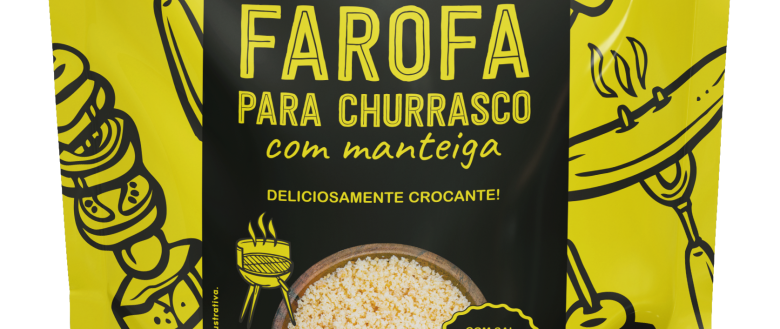 FAROFA
PARA CHURRASCO
com manteiga
DELICIOSAMENTE CROCANTE!